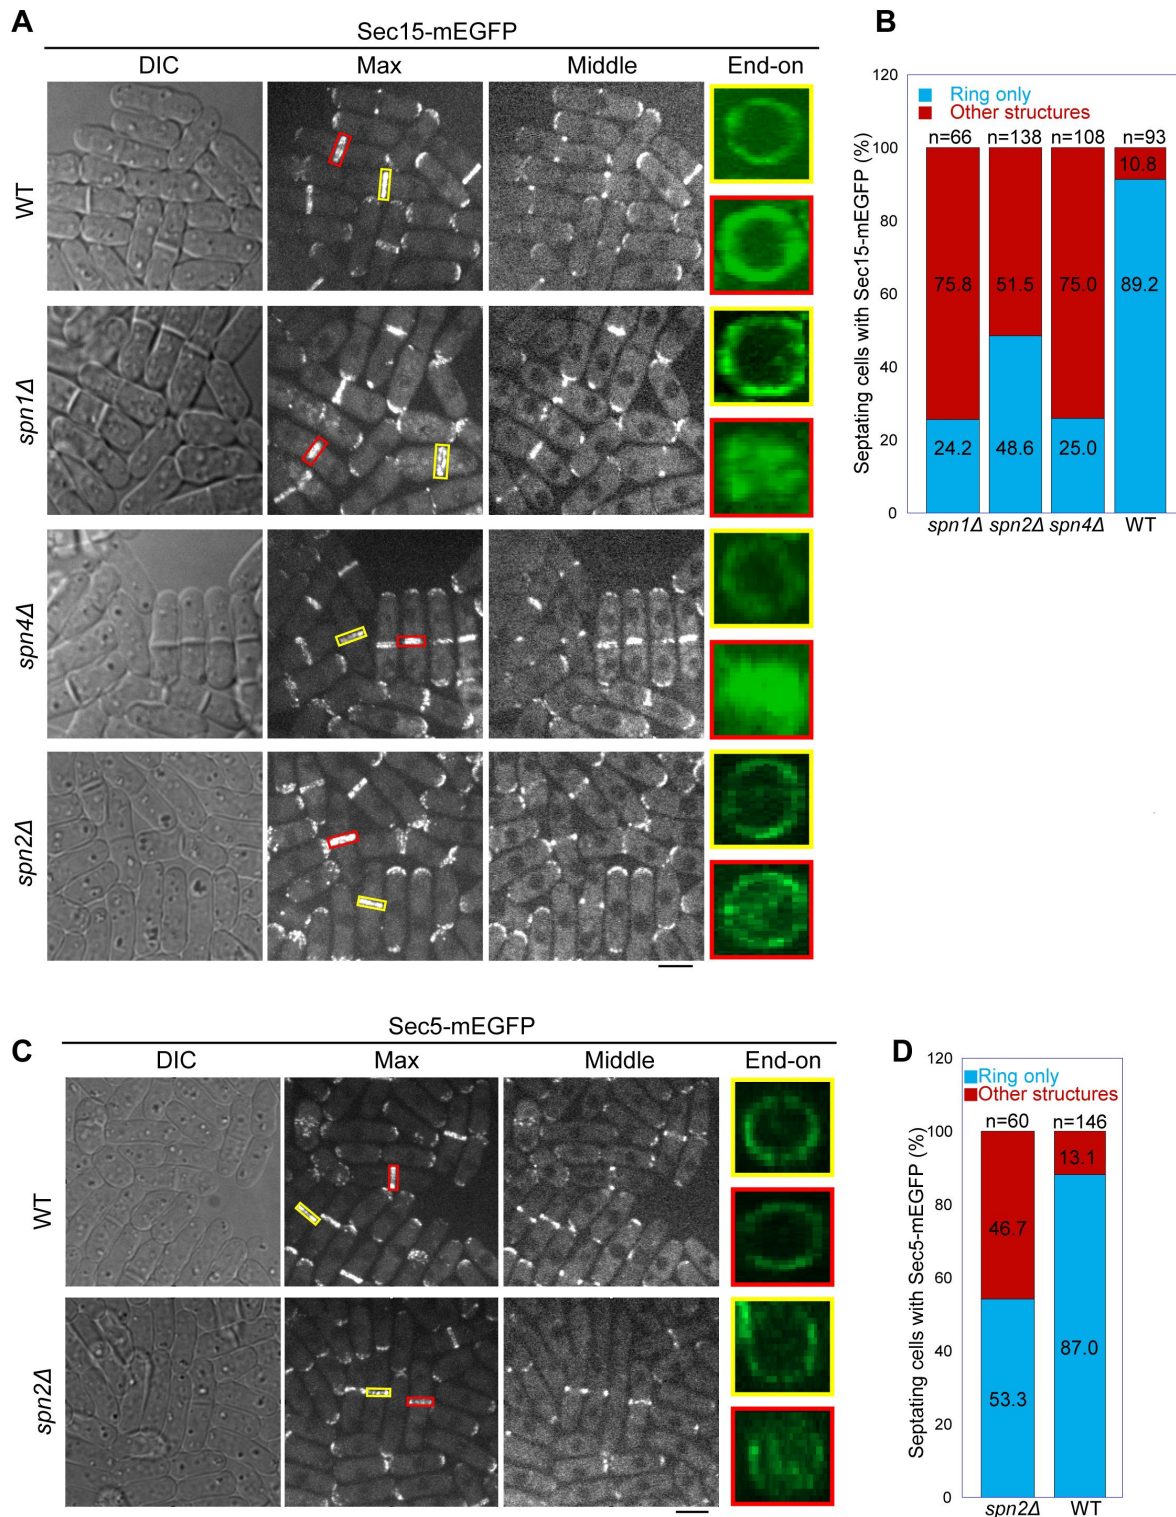 A
Sec15-mEGFP
DIC Max Middle End-on
WT
spn1Δ
spn4Δ
spn2Δ
B
Septating cells with Sec15-mEGFP (%)
120
100
80
60
40
20
0
Ring only
Other structures
n=66 n=138 n=108 n=93
10.8
75.8 51.5 75.0 89.2
24.2 48.6 25.0
spn1Δ spn2Δ spn4Δ WT
C
Sec5-mEGFP
DIC Max Middle End-on
WT
spn2Δ
D
Septating cells with Sec5-mEGFP (%)
120
100
80
60
40
20
0
Ring only
Other structures
n=60 n=146
13.1
46.7
87.0
53.3
spn2Δ WT